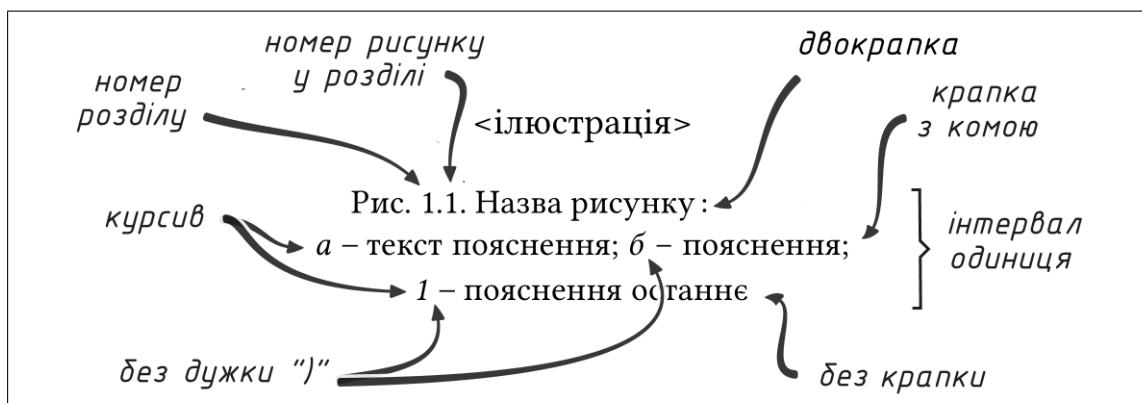 номер рисунку
у розділі
двокрапка
номер
розділу
крапка
з комою
<ілюстрація>
Рис. 1.1. Назва рисунку:
курсив
а – текст пояснення; б – пояснення;
1 – пояснення останнє
інтервал
одиниця
без дужки ")"
без крапки